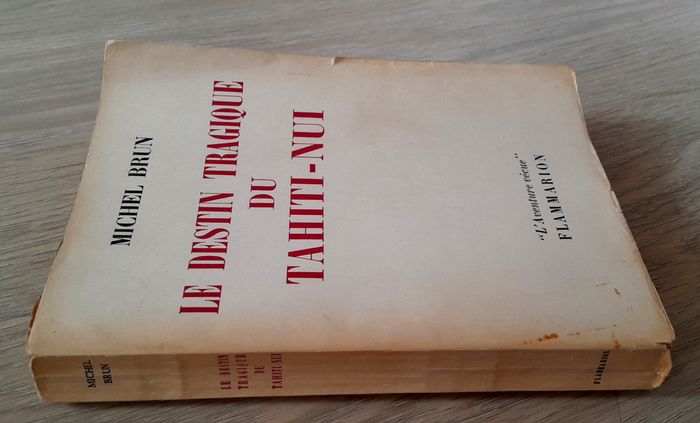 MICHEL BRUN
LE DESTIN TRAGIQUE
DU
TAHITI-NUI
"L'Aventure vécue"
FLAMMARION
MICHEL
BRUN
LE DESTIN
TRAGIQUE
DU
TAHITI-NUI
FLAMMARION